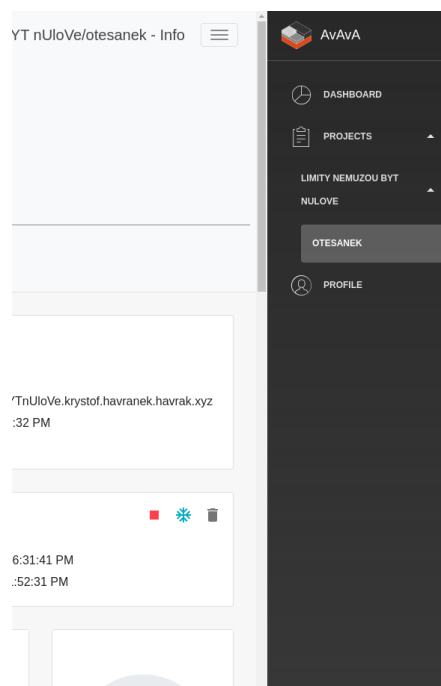 YT nUloVe/otesanek - Info
YTnUloVe.krystof.havranek.havrak.xyz
:32 PM
6:31:41 PM
:52:31 PM
AvAvA
DASHBOARD
PROJECTS
LIMITY NEMUZOU BYT
NULOVE
OTESANEK
PROFILE